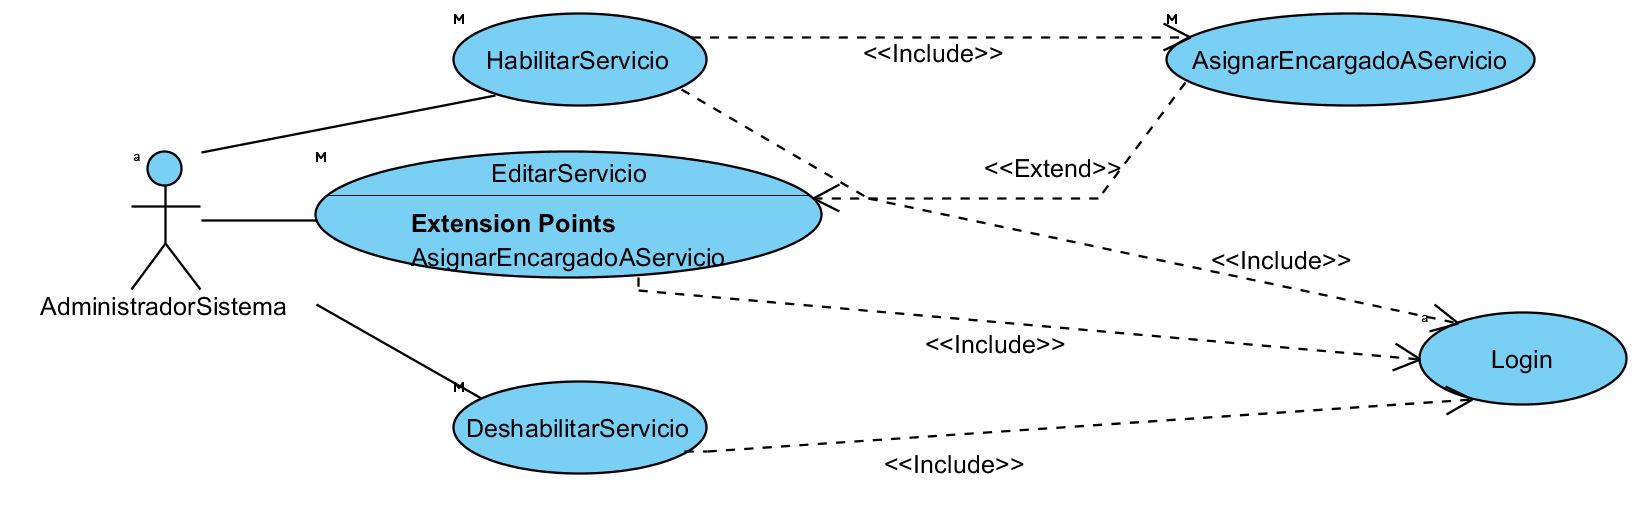 M
M
HabilitarServicio
<<Include>>
AsignarEncargadoAServicio
a
M
EditarServicio
<<Extend>>
Extension Points
AsignarEncargadoAServicio
<<Include>>
AdministradorSistema
a
<<Include>>
Login
M
DeshabilitarServicio
<<Include>>